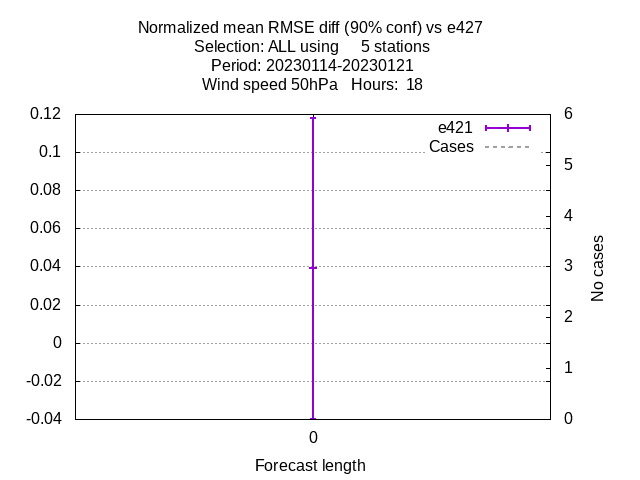 Normalized mean RMSE diff (90% conf) vs e427
Selection: ALL using     5 stations
Period: 20230114-20230121
Wind speed 50hPa   Hours:  18
0.12
0.1
0.08
0.06
0.04
0.02
0
-0.02
-0.04
e421
Cases
6
5
4
3
2
1
0
No cases
0
Forecast length